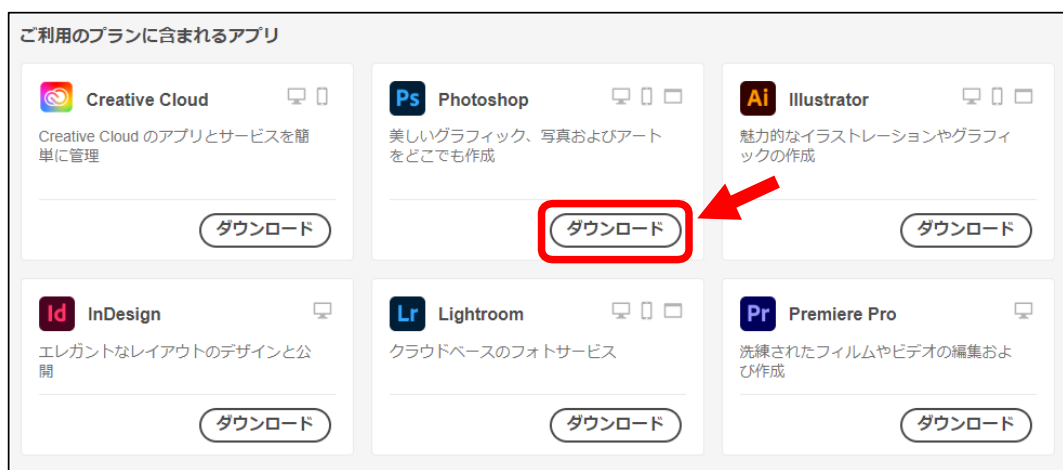 ご利用のプランに含まれるアプリ
Creative Cloud
Creative Cloud のアプリとサービスを簡
単に管理
ダウンロード
Ps Photoshop
美しいグラフィック、写真およびアート
をどこでも作成
ダウンロード
Ai Illustrator
魅力的なイラストレーションやグラフィ
ックの作成
ダウンロード
Id InDesign
エレガントなレイアウトのデザインと公
開
ダウンロード
Lr Lightroom
クラウドベースのフォトサービス
ダウンロード
Pr Premiere Pro
洗練されたフィルムやビデオの編集およ
び作成
ダウンロード